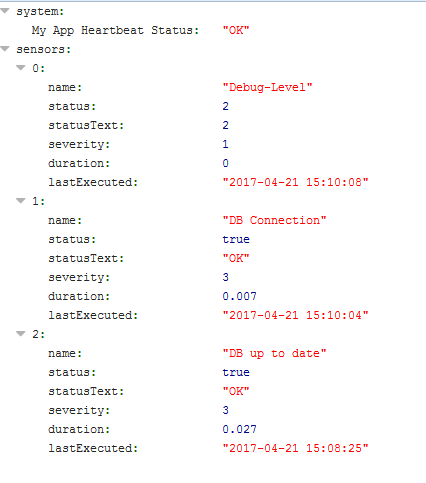 system:
My App Heartbeat Status: "OK"
sensors:
0:
name: "Debug-Level"
status: 2
statusText: 2
severity: 1
duration: 0
lastExecuted: "2017-04-21 15:10:08"
1:
name: "DB Connection"
status: true
statusText: "OK"
severity: 3
duration: 0.007
lastExecuted: "2017-04-21 15:10:04"
2:
name: "DB up to date"
status: true
statusText: "OK"
severity: 3
duration: 0.027
lastExecuted: "2017-04-21 15:08:25"